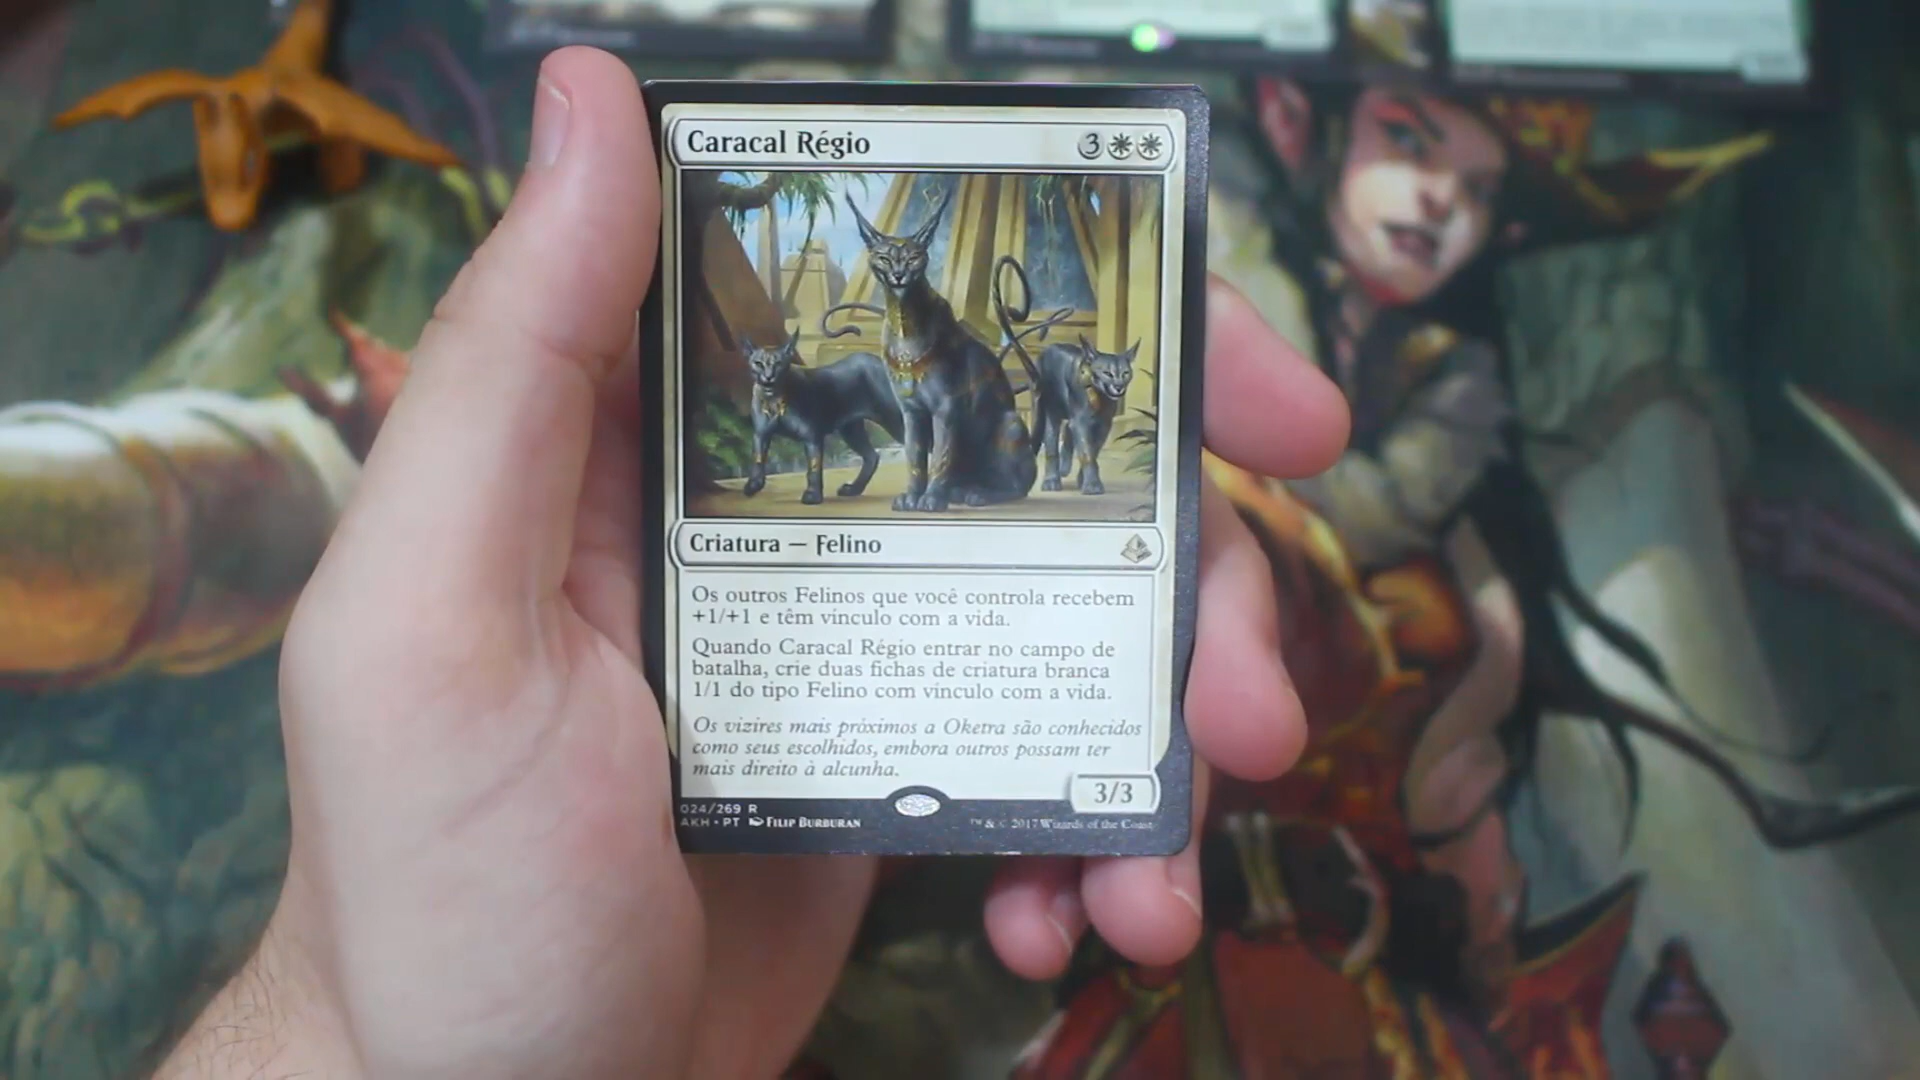 Caracal Régio 3
Criatura — Felino
Os outros Felinos que você controla recebem
+1/+1 e têm vínculo com a vida.
Quando Caracal Régio entrar no campo de
batalha, crie duas fichas de criatura branca
1/1 do tipo Felino com vínculo com a vida.
Os vizires mais próximos a Oketra são conhecidos
como seus escolhidos, embora outros possam ter
mais direito à alcunha.
3/3
024/269 R
AKH • PT FILIP BURBURAN
™ & © 2017 Wizards of the Coast